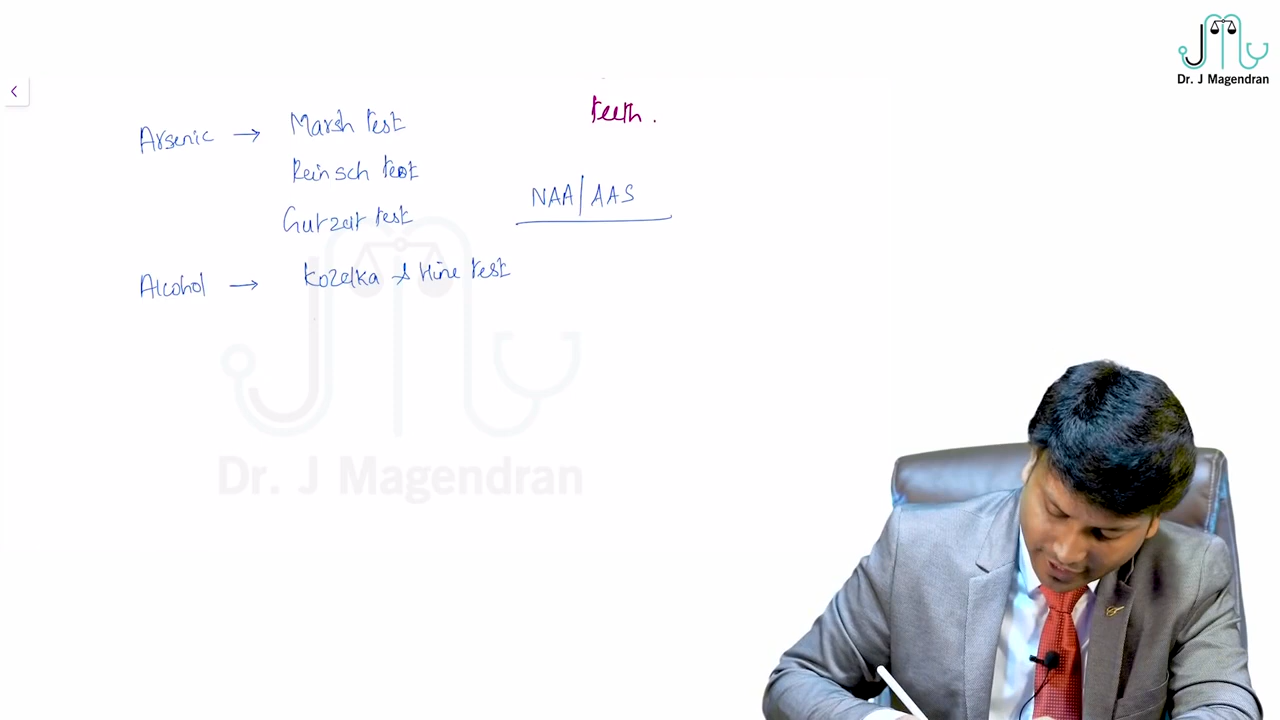 Dr. J Magendran
<
teeth.
Arsenic → Marsh test
Reinsch test
Gutzeit test
NAA/AAS
Alcohol → Kozelka & Hine test
Dr. J Magendran